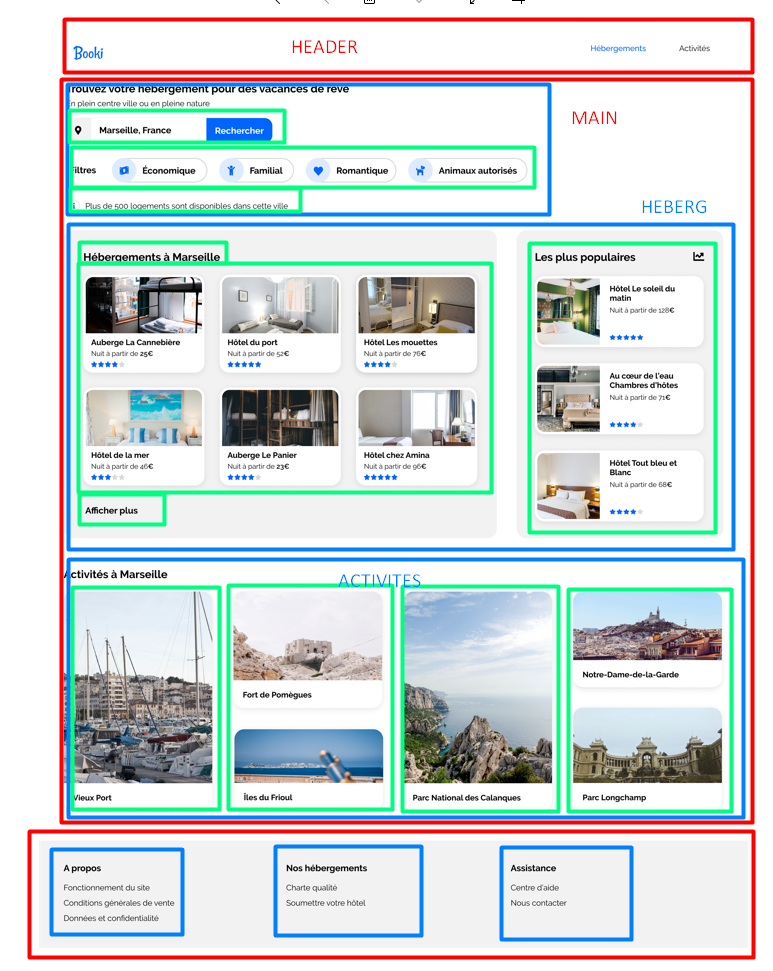 HEADER
Booki
Hébergements
Activités
Trouvez votre hébergement pour des vacances de rêve
En plein centre ville ou en pleine nature
MAIN
Marseille, France
Rechercher
Filtres
Économique
Familial
Romantique
Animaux autorisés
Plus de 500 logements sont disponibles dans cette ville
HEBERG
Hébergements à Marseille
Auberge La Cannebière
Nuit à partir de 25€
Hôtel du port
Nuit à partir de 52€
Hôtel Les mouettes
Nuit à partir de 76€
Hôtel de la mer
Nuit à partir de 46€
Auberge Le Panier
Nuit à partir de 23€
Hôtel chez Amina
Nuit à partir de 96€
Afficher plus
Les plus populaires
Hôtel Le soleil du
matin
Nuit à partir de 128€
Au cœur de l'eau
Chambres d'hôtes
Nuit à partir de 71€
Hôtel Tout bleu et
Blanc
Nuit à partir de 68€
Activités à Marseille
ACTIVITES
Vieux Port
Fort de Pomègues
Îles du Frioul
Parc National des Calanques
Notre-Dame-de-la-Garde
Parc Longchamp
A propos
Fonctionnement du site
Conditions générales de vente
Données et confidentialité
Nos hébergements
Charte qualité
Soumettre votre hôtel
Assistance
Centre d'aide
Nous contacter